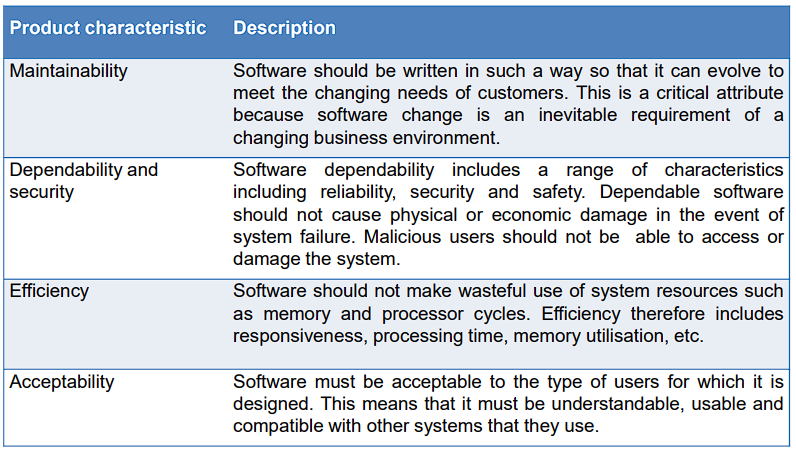 Product characteristic Description
Maintainability Software should be written in such a way so that it can evolve to
meet the changing needs of customers. This is a critical attribute
because software change is an inevitable requirement of a
changing business environment.
Dependability and Software dependability includes a range of characteristics
security including reliability, security and safety. Dependable software
should not cause physical or economic damage in the event of
system failure. Malicious users should not be able to access or
damage the system.
Efficiency Software should not make wasteful use of system resources such
as memory and processor cycles. Efficiency therefore includes
responsiveness, processing time, memory utilisation, etc.
Acceptability Software must be acceptable to the type of users for which it is
designed. This means that it must be understandable, usable and
compatible with other systems that they use.